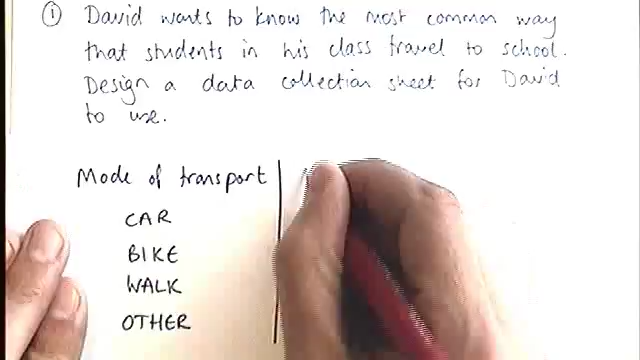 ① David wants to know the most common way
that students in his class travel to school.
Design a data collection sheet for David
to use.
Mode of transport
CAR
BIKE
WALK
OTHER